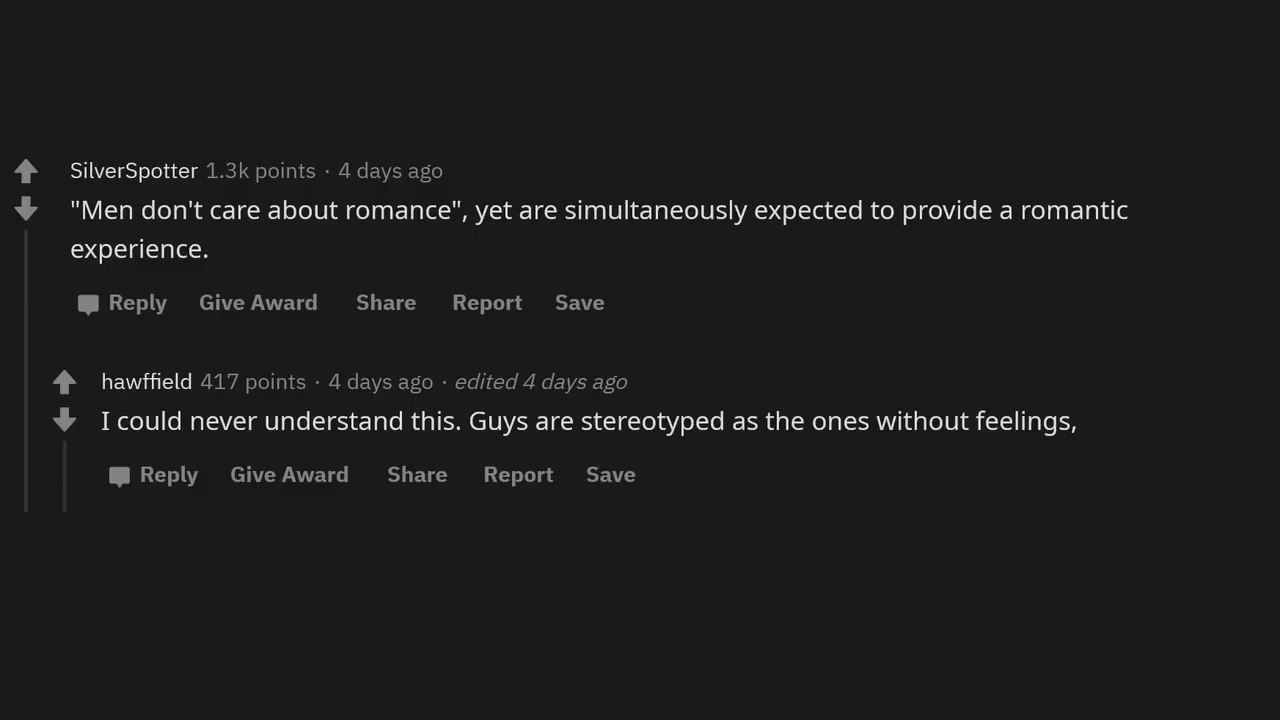 SilverSpotter 1.3k points · 4 days ago
"Men don't care about romance", yet are simultaneously expected to provide a romantic
experience.
Reply Give Award Share Report Save
hawffield 417 points · 4 days ago · edited 4 days ago
I could never understand this. Guys are stereotyped as the ones without feelings,
Reply Give Award Share Report Save